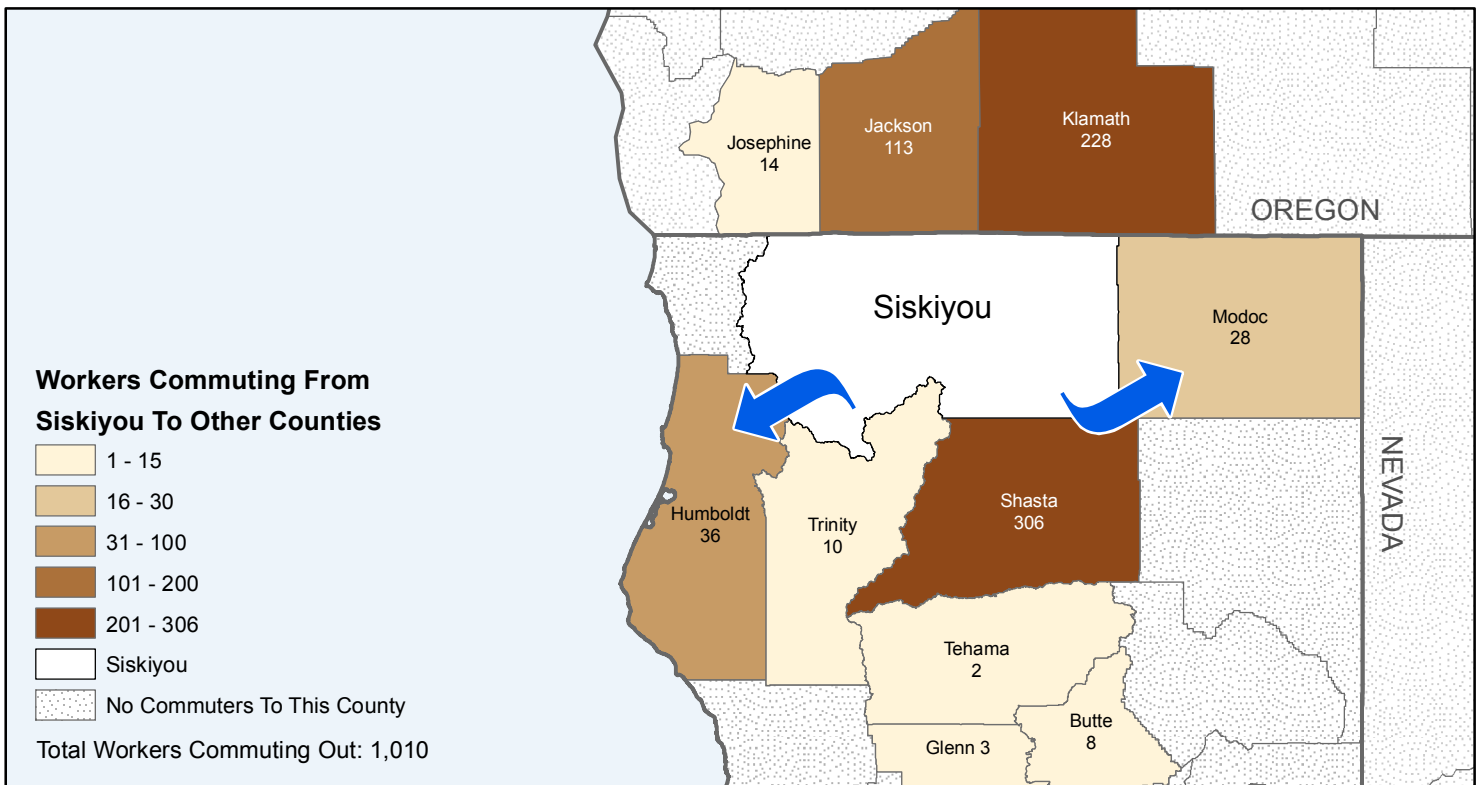 Josephine
14
Jackson
113
Klamath
228
OREGON
Siskiyou
Modoc
28
NEVADA
Humboldt
36
Trinity
10
Shasta
306
Tehama
2
Butte
8
Glenn 3
Workers Commuting From
Siskiyou To Other Counties
1 - 15
16 - 30
31 - 100
101 - 200
201 - 306
Siskiyou
No Commuters To This County
Total Workers Commuting Out: 1,010